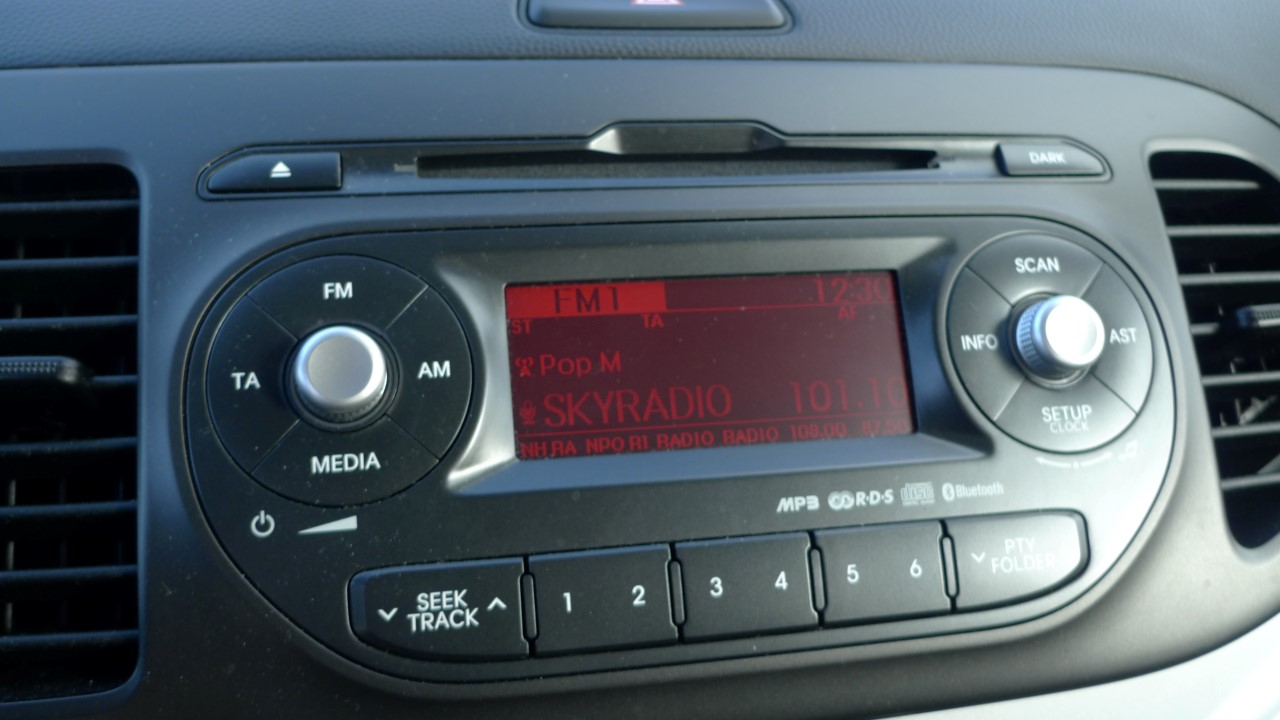 DARK
FM
TA
AM
MEDIA
FM1 12:30
ST TA AF
Pop M
SKYRADIO 101.10
NH RA NPO R1 RADIO RADIO 108.00 87.50
SCAN
INFO
AST
SETUP
CLOCK
MP3 R·D·S Bluetooth
SEEK
TRACK
1 2 3 4 5 6
PTY
FOLDER